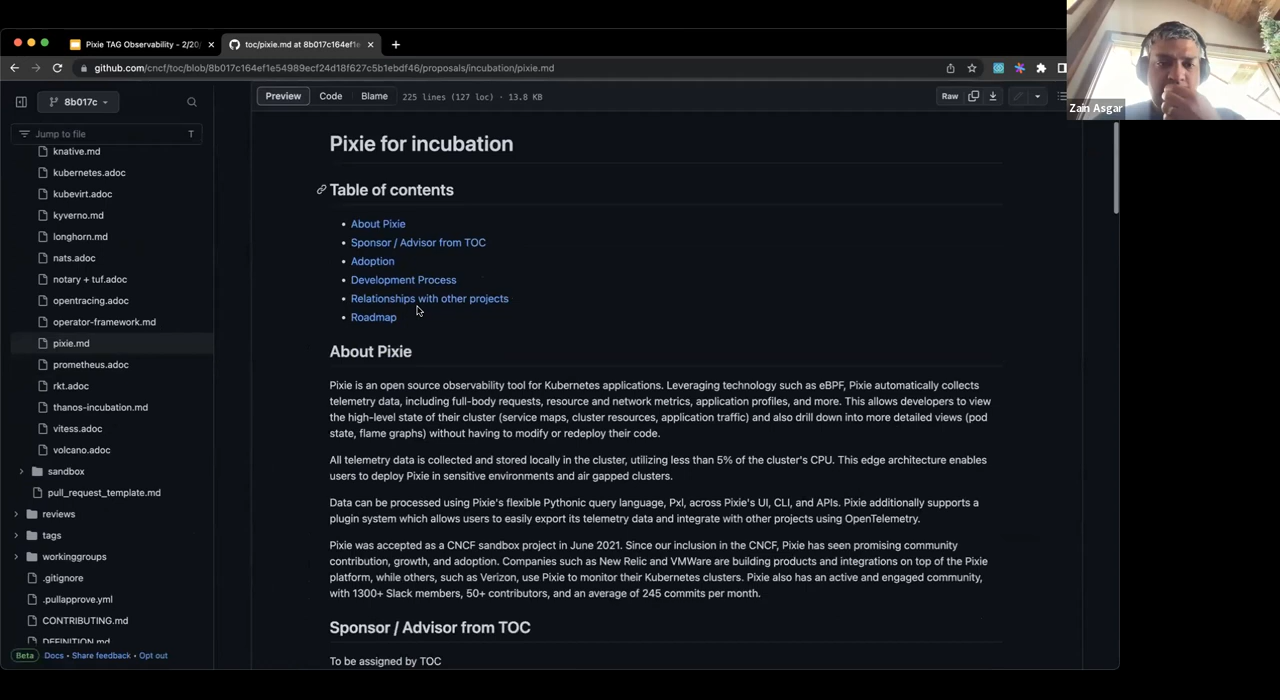 Pixie TAG Observability - 2/20
toc/pixie.md at 8b017c164ef1e
github.com/cncf/toc/blob/8b017c164ef1e54989ecf24d18f627c5b1ebdf46/proposals/incubation/pixie.md
Zain Asgar
8b017c
Preview
Code
Blame
225 lines (127 loc) · 13.8 KB
Raw
Jump to file
T
knative.md
kubernetes.adoc
kubevirt.adoc
kyverno.md
longhorn.md
nats.adoc
notary + tuf.adoc
opentracing.adoc
operator-framework.md
pixie.md
prometheus.adoc
rkt.adoc
thanos-incubation.md
vitess.adoc
volcano.adoc
sandbox
pull_request_template.md
reviews
tags
workinggroups
.gitignore
.pullapprove.yml
CONTRIBUTING.md
DEFINITION.md
Beta Docs • Share feedback • Opt out
Pixie for incubation
Table of contents
• About Pixie
• Sponsor / Advisor from TOC
• Adoption
• Development Process
• Relationships with other projects
• Roadmap
About Pixie
Pixie is an open source observability tool for Kubernetes applications. Leveraging technology such as eBPF, Pixie automatically collects
telemetry data, including full-body requests, resource and network metrics, application profiles, and more. This allows developers to view
the high-level state of their cluster (service maps, cluster resources, application traffic) and also drill down into more detailed views (pod
state, flame graphs) without having to modify or redeploy their code.
All telemetry data is collected and stored locally in the cluster, utilizing less than 5% of the cluster's CPU. This edge architecture enables
users to deploy Pixie in sensitive environments and air gapped clusters.
Data can be processed using Pixie's flexible Pythonic query language, Pxl, across Pixie's UI, CLI, and APIs. Pixie additionally supports a
plugin system which allows users to easily export its telemetry data and integrate with other projects using OpenTelemetry.
Pixie was accepted as a CNCF sandbox project in June 2021. Since our inclusion in the CNCF, Pixie has seen promising community
contribution, growth, and adoption. Companies such as New Relic and VMWare are building products and integrations on top of the Pixie
platform, while others, such as Verizon, use Pixie to monitor their Kubernetes clusters. Pixie also has an active and engaged community,
with 1300+ Slack members, 50+ contributors, and an average of 245 commits per month.
Sponsor / Advisor from TOC
To be assigned by TOC